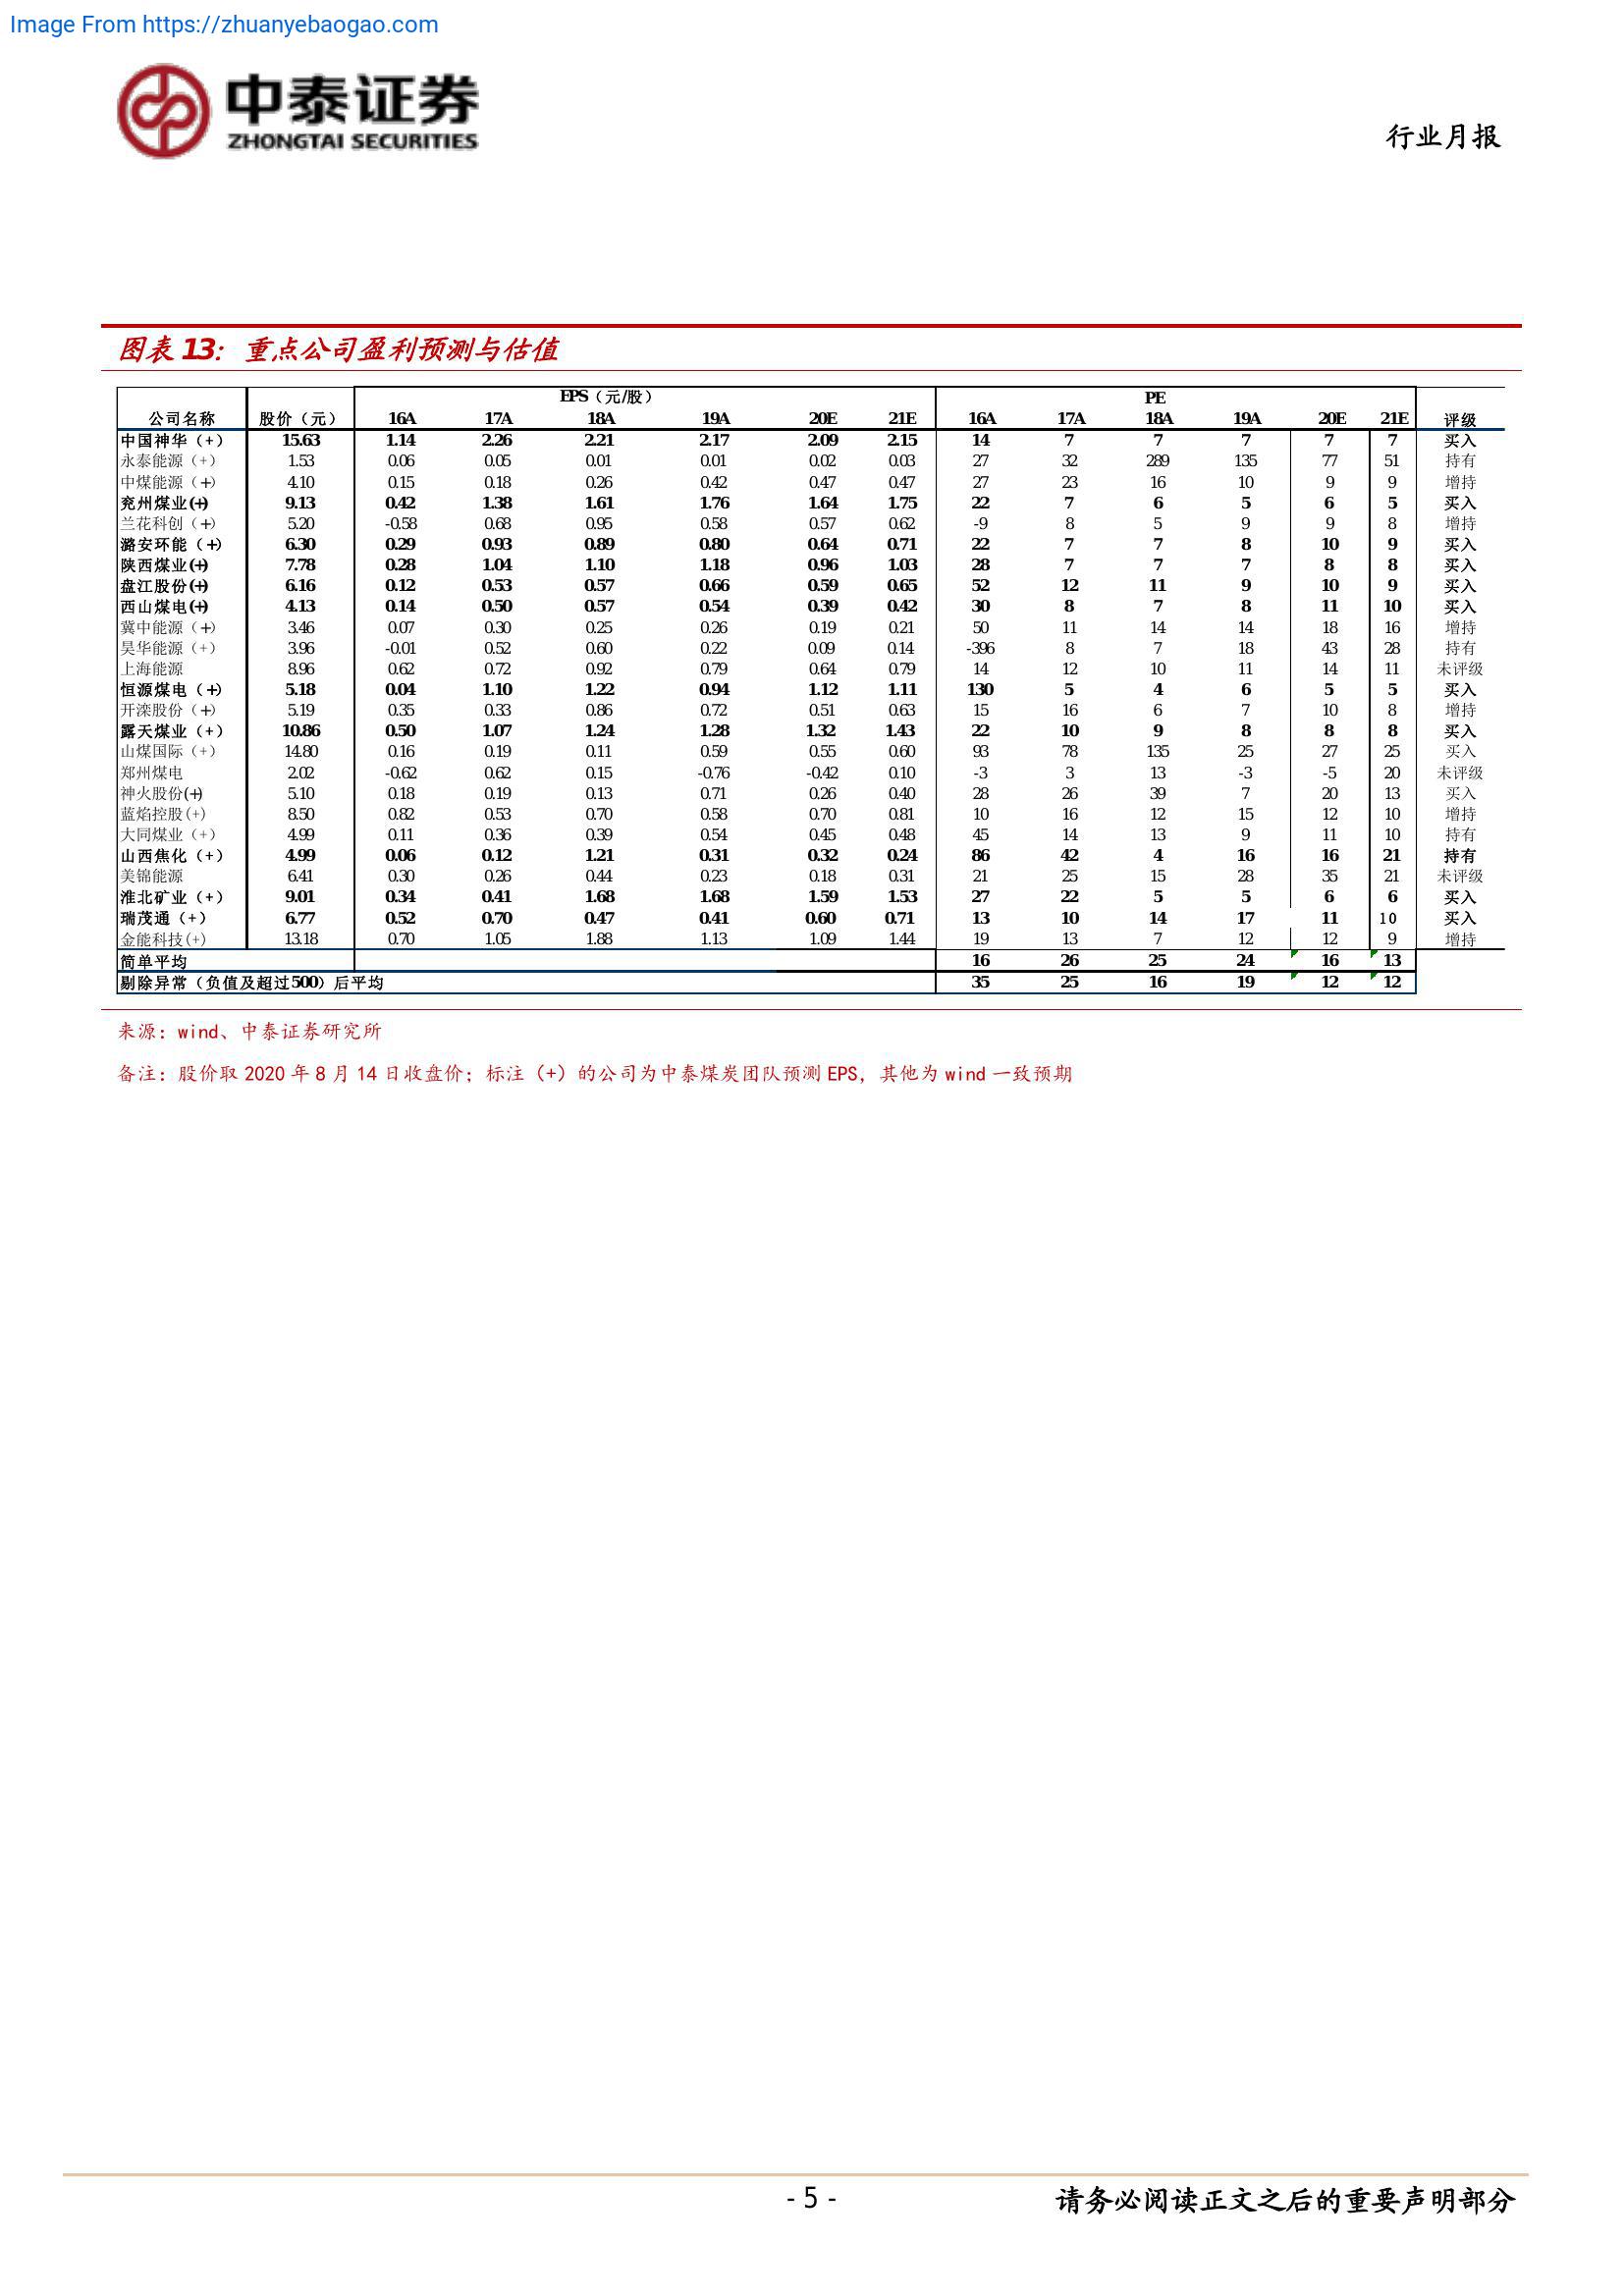 Image From https://zhuanyebaogao.com
中泰证券
ZHONGTAI SECURITIES
行业月报
图表 13：重点公司盈利预测与估值
EPS（元/股） PE
公司名称 股价（元） 16A 17A 18A 19A 20E 21E 16A 17A 18A 19A 20E 21E 评级
中国神华（+） 15.63 1.14 2.26 2.21 2.17 2.09 2.15 14 7 7 7 7 7 买入
永泰能源（+） 1.53 0.06 0.05 0.01 0.01 0.02 0.03 27 32 289 135 77 51 持有
中煤能源（+） 4.10 0.15 0.18 0.26 0.42 0.47 0.47 27 23 16 10 9 9 增持
兖州煤业(+) 9.13 0.42 1.38 1.61 1.76 1.64 1.75 22 7 6 5 6 5 买入
兰花科创（+） 5.20 -0.58 0.68 0.95 0.58 0.57 0.62 -9 8 5 9 9 8 增持
潞安环能（+） 6.30 0.29 0.93 0.89 0.80 0.64 0.71 22 7 7 8 10 9 买入
陕西煤业(+) 7.78 0.28 1.04 1.10 1.18 0.96 1.03 28 7 7 7 8 8 买入
盘江股份(+) 6.16 0.12 0.53 0.57 0.66 0.59 0.65 52 12 11 9 10 9 买入
西山煤电(+) 4.13 0.14 0.50 0.57 0.54 0.39 0.42 30 8 7 8 11 10 买入
冀中能源（+） 3.46 0.07 0.30 0.25 0.26 0.19 0.21 50 11 14 14 18 16 增持
昊华能源（+） 3.96 -0.01 0.52 0.60 0.22 0.09 0.14 -396 8 7 18 43 28 持有
上海能源 8.96 0.62 0.72 0.92 0.79 0.64 0.79 14 12 10 11 14 11 未评级
恒源煤电（+） 5.18 0.04 1.10 1.22 0.94 1.12 1.11 130 5 4 6 5 5 买入
开滦股份（+） 5.19 0.35 0.33 0.86 0.72 0.51 0.63 15 16 6 7 10 8 增持
露天煤业（+） 10.86 0.50 1.07 1.24 1.28 1.32 1.43 22 10 9 8 8 8 买入
山煤国际（+） 14.80 0.16 0.19 0.11 0.59 0.55 0.60 93 78 135 25 27 25 买入
郑州煤电 2.02 -0.62 0.62 0.15 -0.76 -0.42 0.10 -3 3 13 -3 -5 20 未评级
神火股份(+) 5.10 0.18 0.19 0.13 0.71 0.26 0.40 28 26 39 7 20 13 买入
蓝焰控股(+) 8.50 0.82 0.53 0.70 0.58 0.70 0.81 10 16 12 15 12 10 增持
大同煤业（+） 4.99 0.11 0.36 0.39 0.54 0.45 0.48 45 14 13 9 11 10 持有
山西焦化（+） 4.99 0.06 0.12 1.21 0.31 0.32 0.24 86 42 4 16 16 21 持有
美锦能源 6.41 0.30 0.26 0.44 0.23 0.18 0.31 21 25 15 28 35 21 未评级
淮北矿业（+） 9.01 0.34 0.41 1.68 1.68 1.59 1.53 27 22 5 5 6 6 买入
瑞茂通（+） 6.77 0.52 0.70 0.47 0.41 0.60 0.71 13 10 14 17 11 10 买入
金能科技(+) 13.18 0.70 1.05 1.88 1.13 1.09 1.44 19 13 7 12 12 9 增持
简单平均 16 26 25 24 16 13
剔除异常（负值及超过500）后平均 35 25 16 19 12 12
来源：wind、中泰证券研究所
备注：股价取 2020 年 8 月 14 日收盘价；标注（+）的公司为中泰煤炭团队预测 EPS，其他为 wind 一致预期
- 5 -
请务必阅读正文之后的重要声明部分